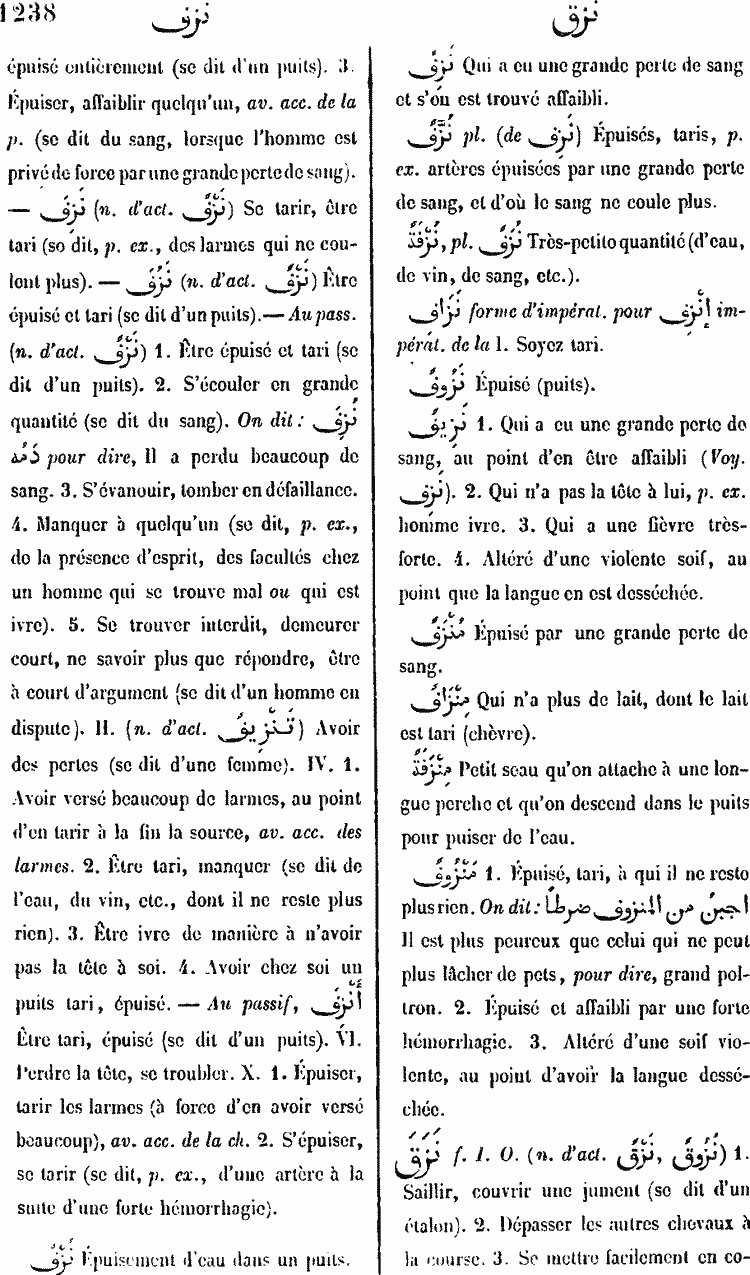 1238
نزف
نزق
épuisé entièrement (se dit d'un puits). 3.
Épuiser, affaiblir quelqu'un, av. acc. de la
p. (se dit du sang, lorsque l'homme est
privé de force par une grande perte de sang).
— نَزِفَ (n. d'act. نَزْفٌ) Se tarir, être
tari (se dit, p. ex., des larmes qui ne cou-
lent plus). — نَزُفَ (n. d'act. نُزْفٌ) Être
épuisé et tari (se dit d'un puits). — Au pass.
(n. d'act. نَزْفٌ) 1. Être épuisé et tari (se
dit d'un puits). 2. S'écouler en grande
quantité (se dit du sang). On dit : نُزِفَ
دَمُهُ pour dire, Il a perdu beaucoup de
sang. 3. S'évanouir, tomber en défaillance.
4. Manquer à quelqu'un (se dit, p. ex.,
de la présence d'esprit, des facultés chez
un homme qui se trouve mal ou qui est
ivre). 5. Se trouver interdit, demeurer
court, ne savoir plus que répondre, être
à court d'argument (se dit d'un homme en
dispute). II. (n. d'act. تَنْزِيفٌ) Avoir
des pertes (se dit d'une femme). IV. 1.
Avoir versé beaucoup de larmes, au point
d'en tarir à la fin la source, av. acc. des
larmes. 2. Être tari, manquer (se dit de
l'eau, du vin, etc., dont il ne reste plus
rien). 3. Être ivre de manière à n'avoir
pas la tête à soi. 4. Avoir chez soi un
puits tari, épuisé. — Au passif, أُنْزِفَ
Être tari, épuisé (se dit d'un puits). VI.
Perdre la tête, se troubler. X. 1. Épuiser,
tarir les larmes (à force d'en avoir versé
beaucoup), av. acc. de la ch. 2. S'épuiser,
se tarir (se dit, p. ex., d'une artère à la
suite d'une forte hémorrhagie).
نُزْفٌ Épuisement d'eau dans un puits.
نَزِفٌ Qui a eu une grande perte de sang
et s'en est trouvé affaibli.
نُزَّفٌ pl. (de نزف) Épuisés, taris, p.
ex. artères épuisées par une grande perte
de sang, et d'où le sang ne coule plus.
نُزْفَةٌ, pl. نُزَفٌ Très-petite quantité (d'eau,
de vin, de sang, etc.).
نَزَافِ forme d'impérat. pour إِنْزِفْ im-
pérat. de la I. Soyez tari.
نَزُوفٌ Épuisé (puits).
نَزِيفٌ 1. Qui a eu une grande perte de
sang, au point d'en être affaibli (Voy.
نزف). 2. Qui n'a pas la tête à lui, p. ex.
homme ivre. 3. Qui a une fièvre très-
forte. 4. Altéré d'une violente soif, au
point que la langue en est desséchée.
مُنْزَفٌ Épuisé par une grande perte de
sang.
مِنْزَافٌ Qui n'a plus de lait, dont le lait
est tari (chèvre).
مِنْزَفَةٌ Petit seau qu'on attache à une lon-
gue perche et qu'on descend dans le puits
pour puiser de l'eau.
مَنْزُوفٌ 1. Épuisé, tari, à qui il ne reste
plus rien. On dit : اجبن من المنزوف ضرطاً
Il est plus peureux que celui qui ne peut
plus lâcher de pets, pour dire, grand pol-
tron. 2. Épuisé et affaibli par une forte
hémorrhagie. 3. Altéré d'une soif vio-
lente, au point d'avoir la langue dessé-
chée.
نَزَقَ f. I. O. (n. d'act. نَزْقٌ, نُزُوقٌ) 1.
Saillir, couvrir une jument (se dit d'un
étalon). 2. Dépasser les autres chevaux à
la course. 3. Se mettre facilement en co-